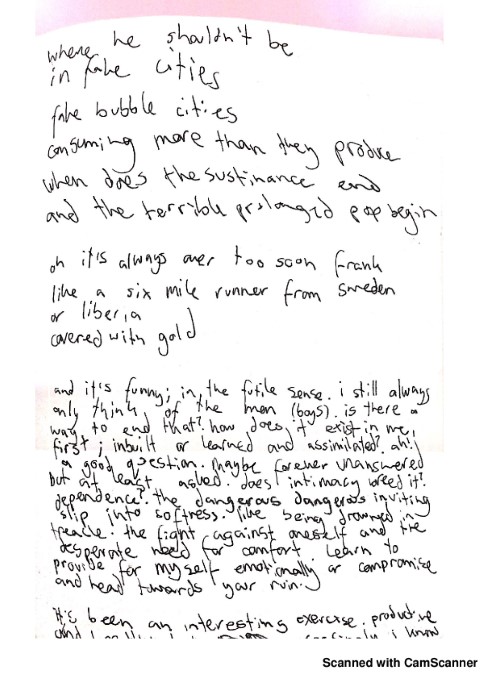 where he shouldn't be
in fake cities
fake bubble cities
consuming more than they produce
when does the sustinance end
and the terrible prolonged pop begin
oh it's always over too soon frank
like a six mile runner from sweden
or liberia
covered with gold
and it's funny; in the futile sense. i still always
only think of the men (boys). is there a
way to end that? how does it exist in me,
first; inbuilt or learned and assimilated? ah;
a good question. maybe forever unanswered
but at least asked. does intimacy breed it?
dependence? the dangerous dangerous inviting
slip into softness. like being drowned in
treacle. the fight against oneself and the
desperate need for comfort. learn to
provide for myself emotionally or compromise
and head towards your ruin.
it's been an interesting exercise. productive
i know
Scanned with CamScanner